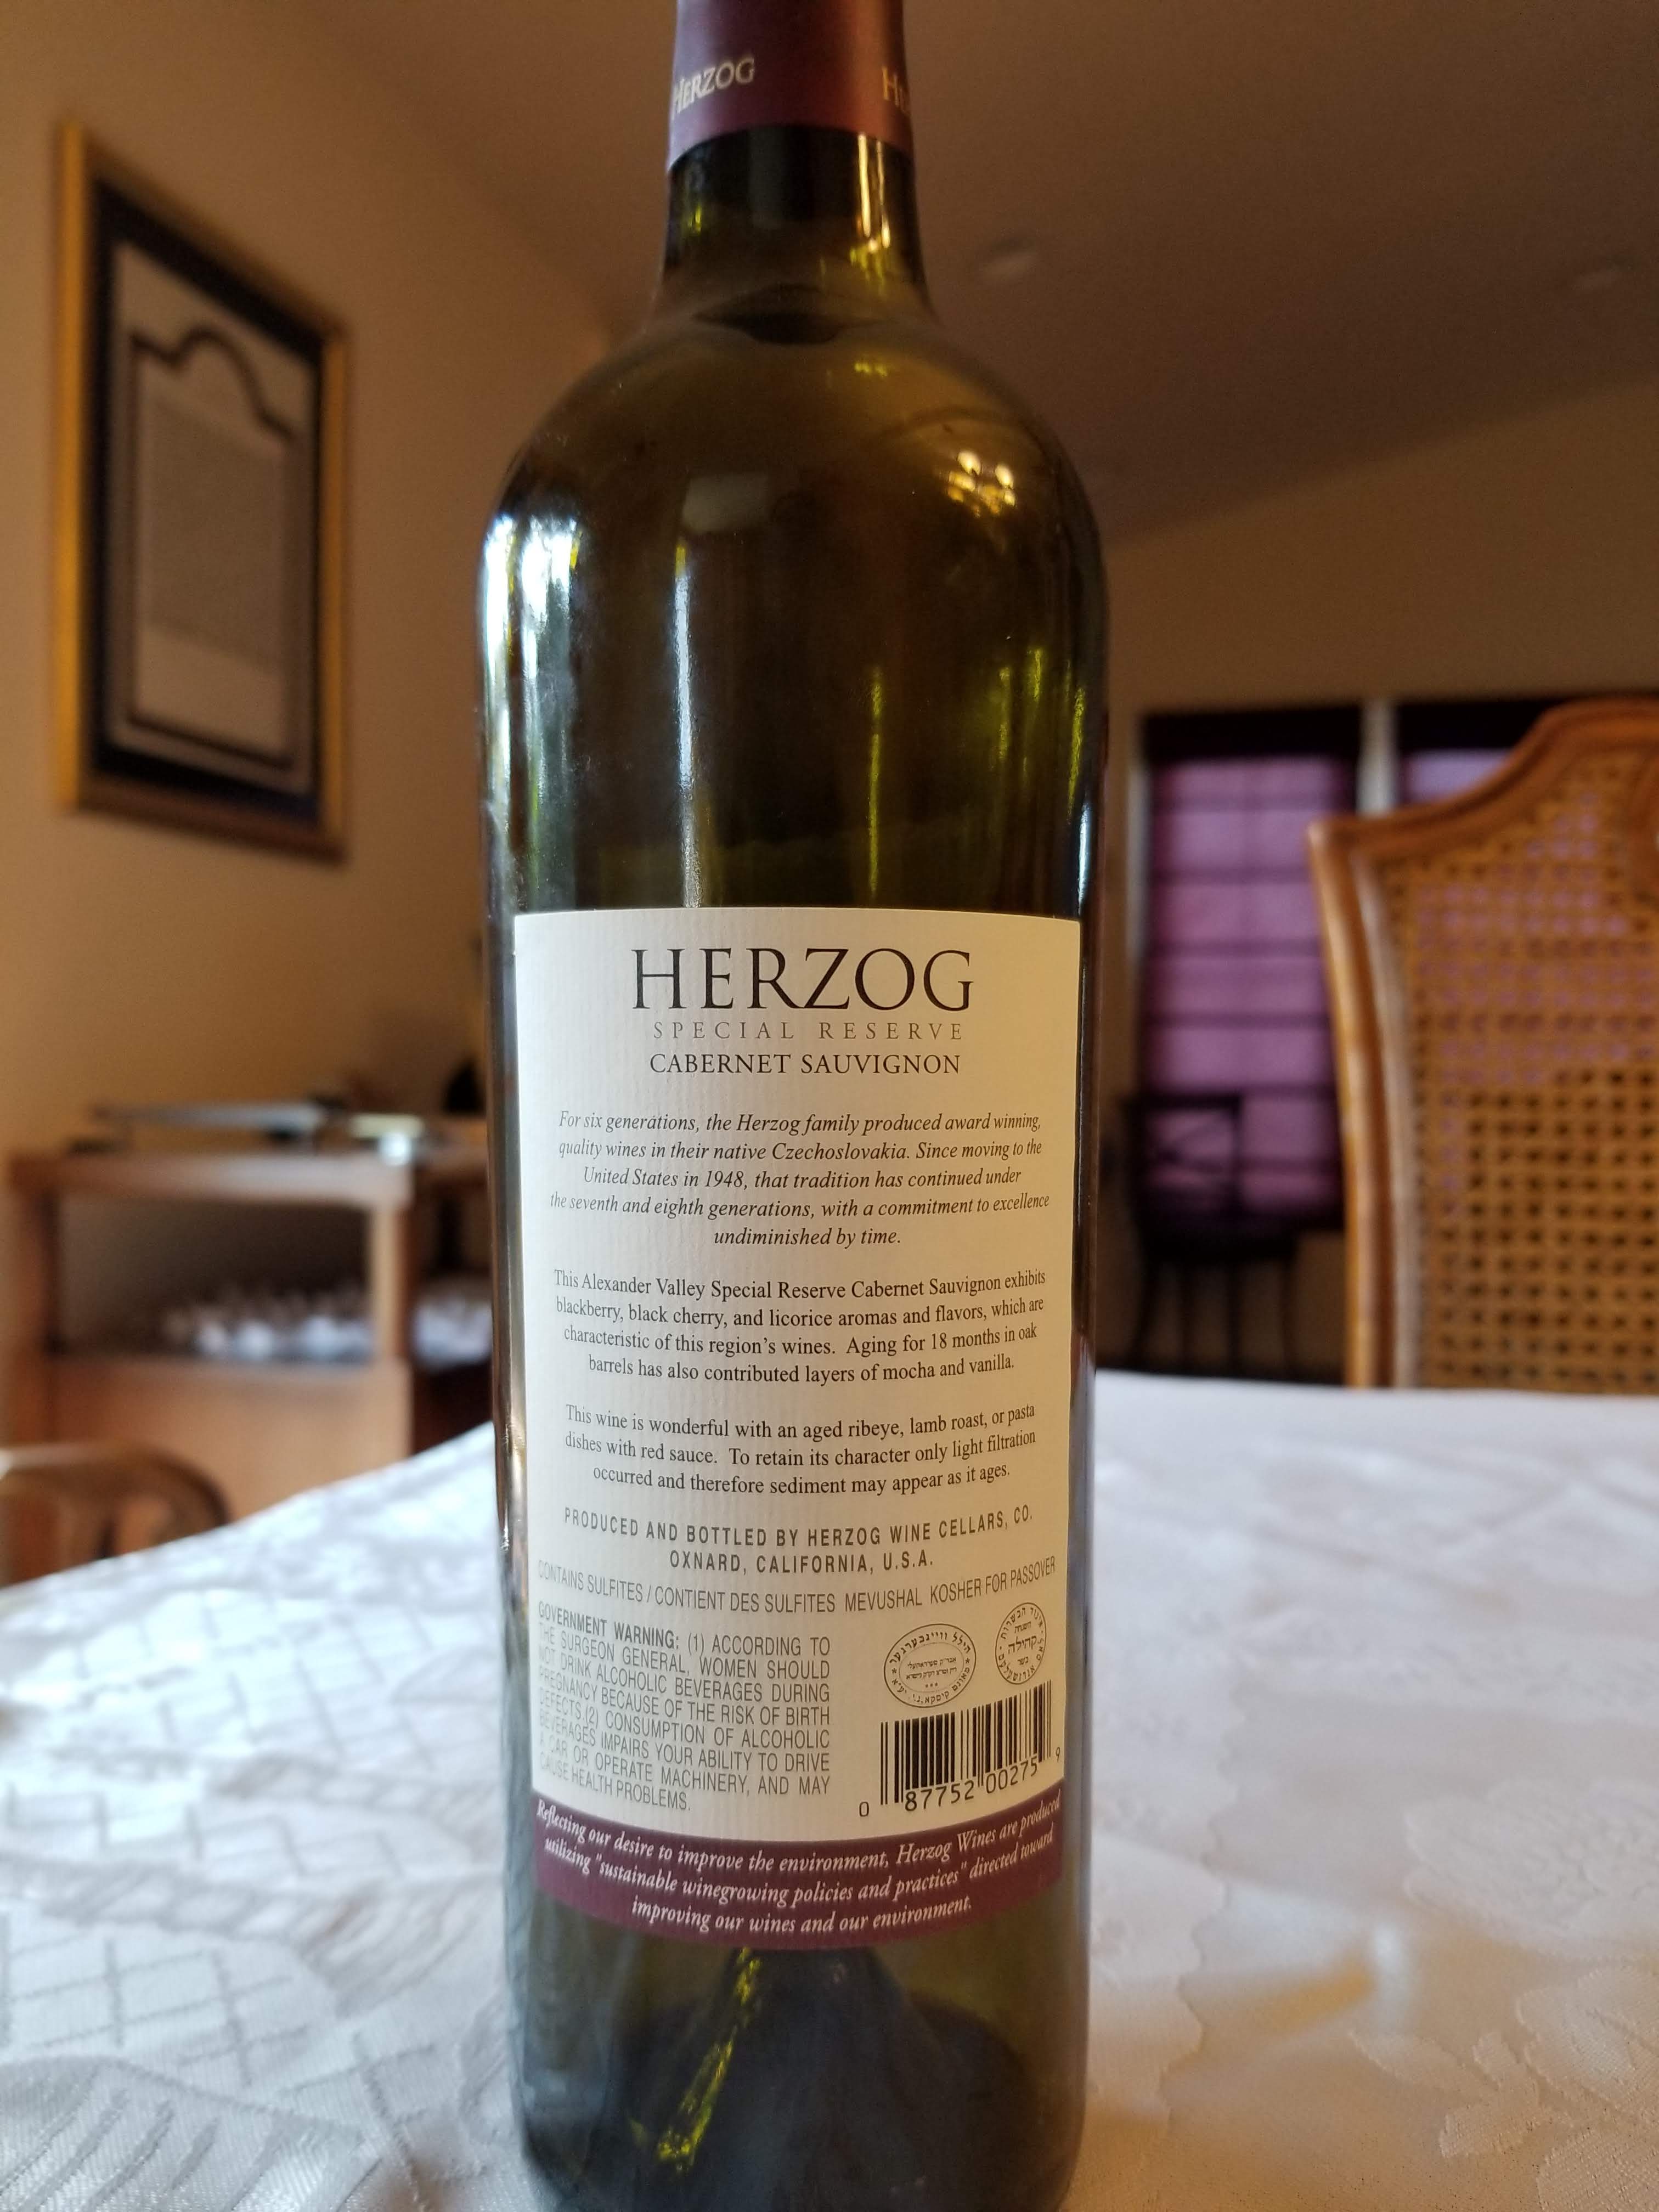 HERZOG
HERZOG
SPECIAL RESERVE
CABERNET SAUVIGNON
For six generations, the Herzog family produced award winning,
quality wines in their native Czechoslovakia. Since moving to the
United States in 1948, that tradition has continued under
the seventh and eighth generations, with a commitment to excellence
undiminished by time.
This Alexander Valley Special Reserve Cabernet Sauvignon exhibits
blackberry, black cherry, and licorice aromas and flavors, which are
characteristic of this region's wines. Aging for 18 months in oak
barrels has also contributed layers of mocha and vanilla.
This wine is wonderful with an aged ribeye, lamb roast, or pasta
dishes with red sauce. To retain its character only light filtration
occurred and therefore sediment may appear as it ages.
PRODUCED AND BOTTLED BY HERZOG WINE CELLARS, CO.
OXNARD, CALIFORNIA, U.S.A.
CONTAINS SULFITES / CONTIENT DES SULFITES MEVUSHAL KOSHER FOR PASSOVER
GOVERNMENT WARNING: (1) ACCORDING TO
THE SURGEON GENERAL, WOMEN SHOULD
NOT DRINK ALCOHOLIC BEVERAGES DURING
PREGNANCY BECAUSE OF THE RISK OF BIRTH
DEFECTS.(2) CONSUMPTION OF ALCOHOLIC
BEVERAGES IMPAIRS YOUR ABILITY TO DRIVE
A CAR OR OPERATE MACHINERY, AND MAY
CAUSE HEALTH PROBLEMS.
הילל וויינבערגער
קהילה
כשר
0 87752 00275 9
Reflecting our desire to improve the environment, Herzog Wines are produced
utilizing "sustainable winegrowing policies and practices" directed toward
improving our wines and our environment.